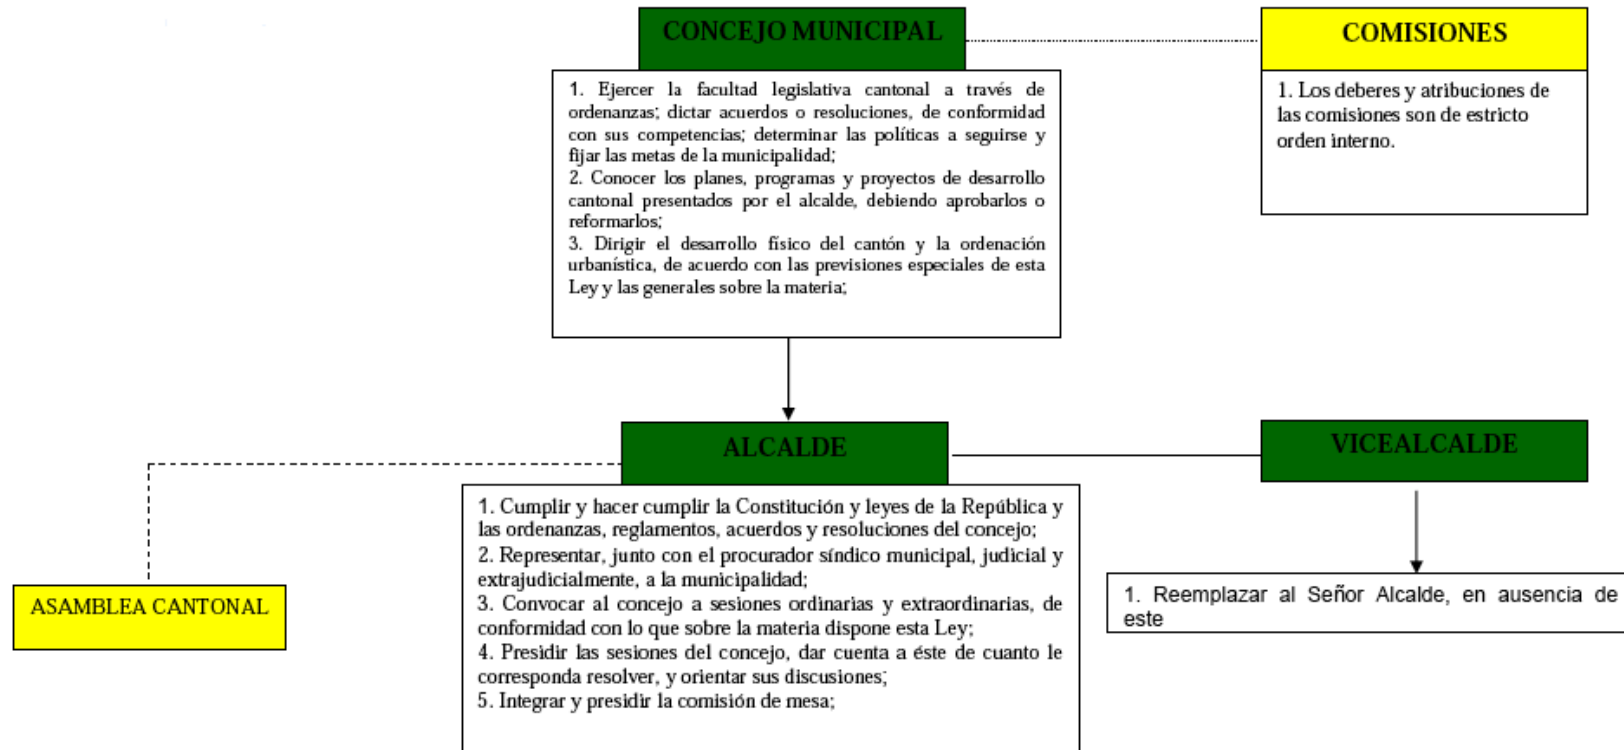 CONCEJO MUNICIPAL
1. Ejercer la facultad legislativa cantonal a través de
ordenanzas; dictar acuerdos o resoluciones, de conformidad
con sus competencias; determinar las políticas a seguirse y
fijar las metas de la municipalidad;
2. Conocer los planes, programas y proyectos de desarrollo
cantonal presentados por el alcalde, debiendo aprobarlos o
reformarlos;
3. Dirigir el desarrollo físico del cantón y la ordenación
urbanística, de acuerdo con las previsiones especiales de esta
Ley y las generales sobre la materia;
COMISIONES
1. Los deberes y atribuciones de
las comisiones son de estricto
orden interno.
ALCALDE
1. Cumplir y hacer cumplir la Constitución y leyes de la República y
las ordenanzas, reglamentos, acuerdos y resoluciones del concejo;
2. Representar, junto con el procurador síndico municipal, judicial y
extrajudicialmente, a la municipalidad;
3. Convocar al concejo a sesiones ordinarias y extraordinarias, de
conformidad con lo que sobre la materia dispone esta Ley;
4. Presidir las sesiones del concejo, dar cuenta a éste de cuanto le
corresponda resolver, y orientar sus discusiones;
5. Integrar y presidir la comisión de mesa;
VICEALCALDE
1. Reemplazar al Señor Alcalde, en ausencia de
este
ASAMBLEA CANTONAL